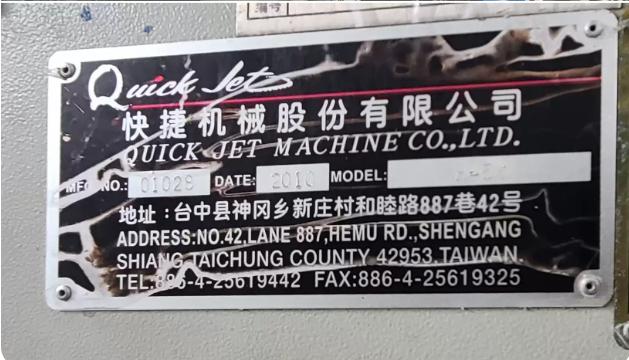 编号
Quick Jet
快捷机械股份有限公司
QUICK JET MACHINE CO.,LTD.
MFG NO.: 01029 DATE: 2010 MODEL:
地址：台中县神冈乡新庄村和睦路887巷42号
ADDRESS:NO.42,LANE 887,HEMU RD.,SHENGANG
SHIANG,TAICHUNG COUNTY 42953.TAIWAN.
TEL:886-4-25619442 FAX:886-4-25619325